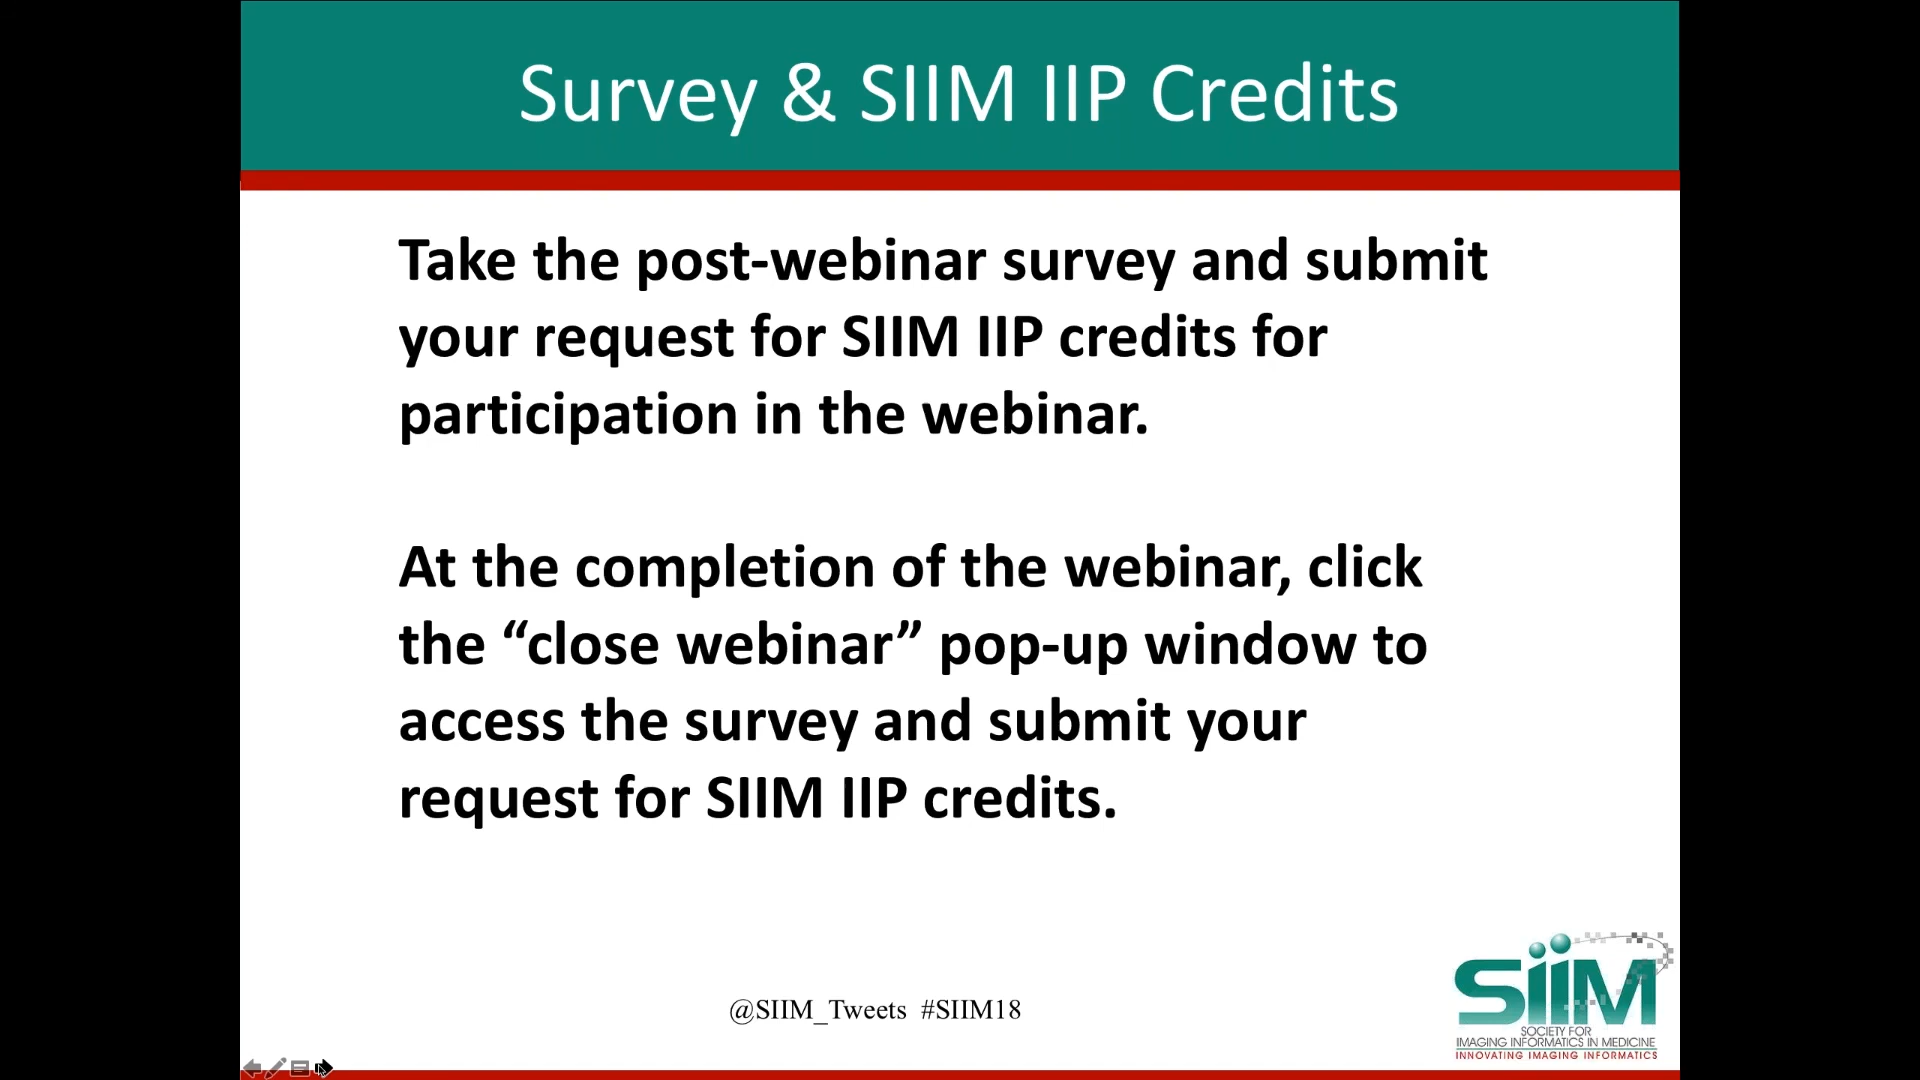 Survey & SIIM IIP Credits
Take the post-webinar survey and submit
your request for SIIM IIP credits for
participation in the webinar.
At the completion of the webinar, click
the “close webinar” pop-up window to
access the survey and submit your
request for SIIM IIP credits.
@SIIM_Tweets #SIIM18
SiiM
SOCIETY FOR
IMAGING INFORMATICS IN MEDICINE
INNOVATING IMAGING INFORMATICS